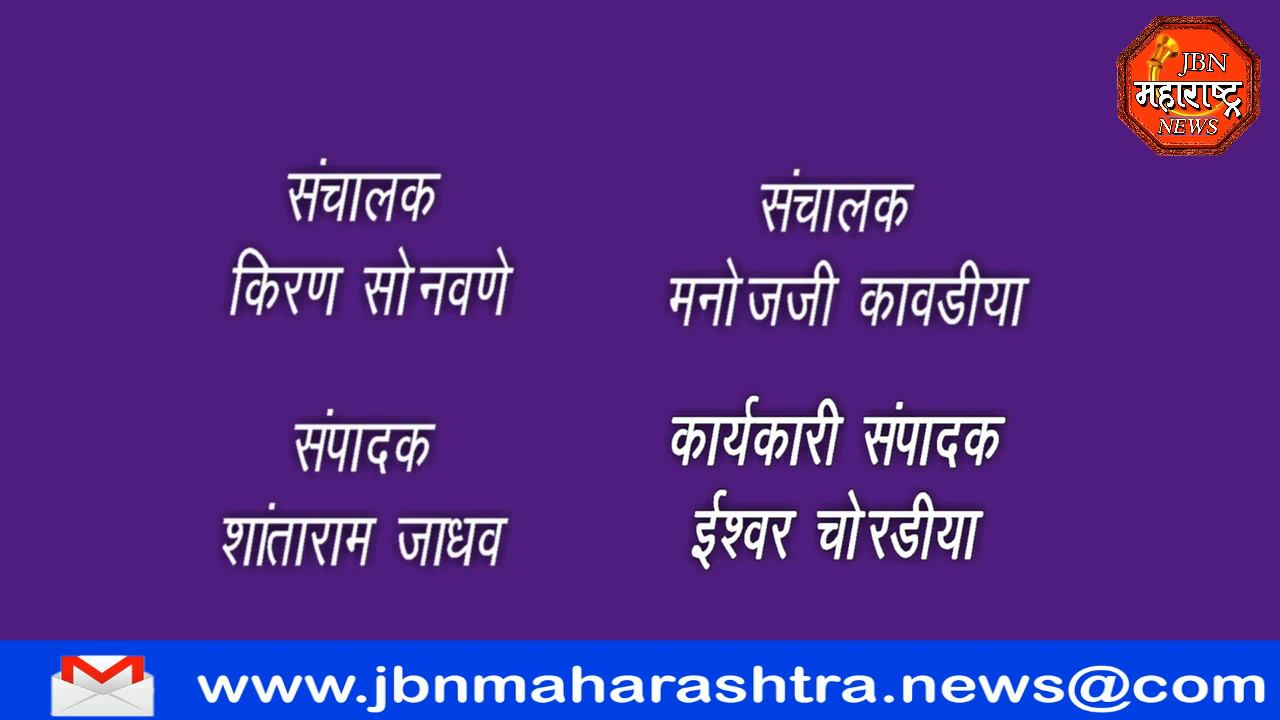 JBN
महाराष्ट्र
NEWS
संचालक
किरण सोनवणे
संचालक
मनोजजी कावडीया
संपादक
शांताराम जाधव
कार्यकारी संपादक
ईश्वर चोरडीया
www.jbnmaharashtra.news@com